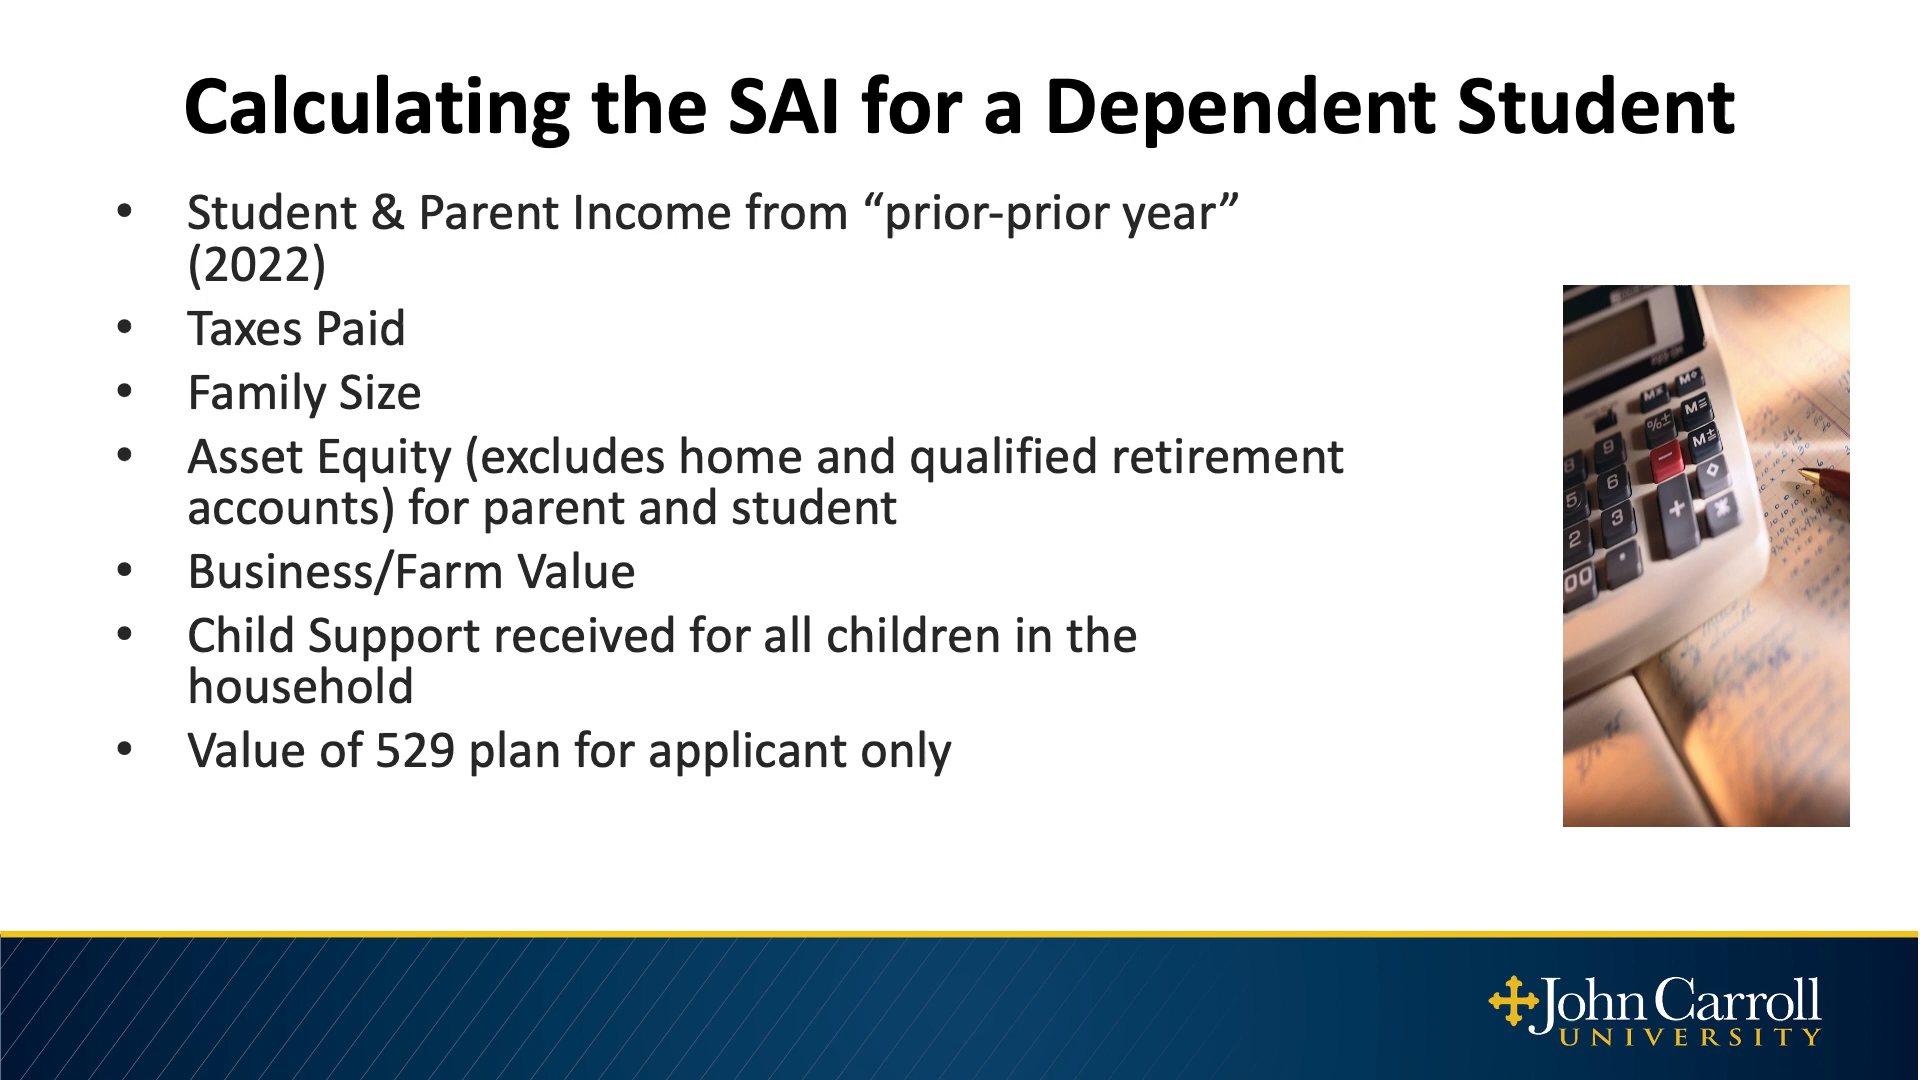 Calculating the SAI for a Dependent Student
• Student & Parent Income from “prior-prior year”
(2022)
• Taxes Paid
• Family Size
• Asset Equity (excludes home and qualified retirement
accounts) for parent and student
• Business/Farm Value
• Child Support received for all children in the
household
• Value of 529 plan for applicant only
John Carroll
UNIVERSITY